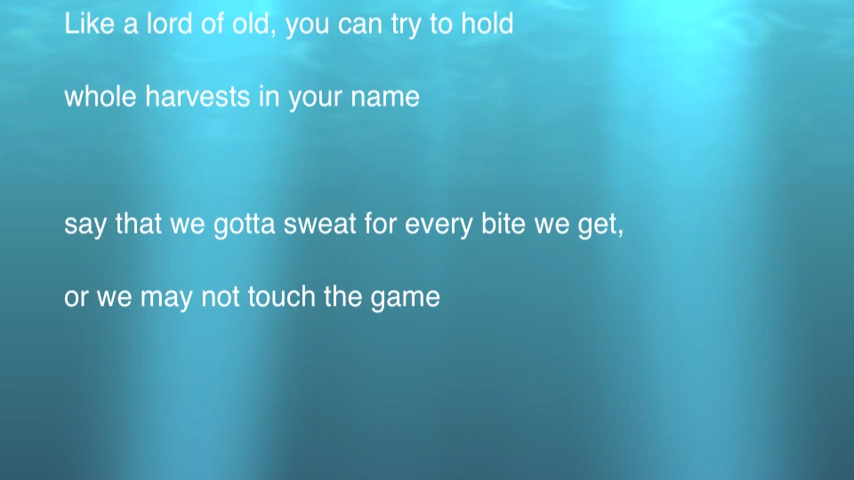 Like a lord of old, you can try to hold
whole harvests in your name
say that we gotta sweat for every bite we get,
or we may not touch the game